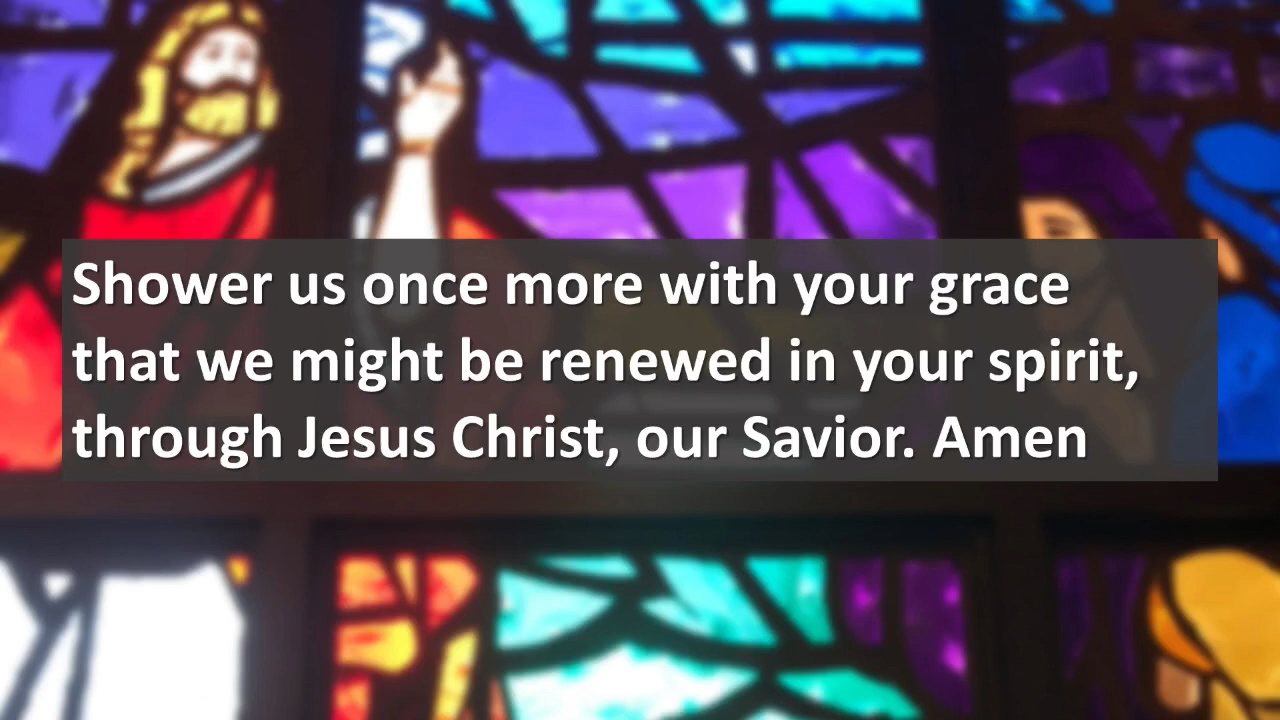 Shower us once more with your grace
that we might be renewed in your spirit,
through Jesus Christ, our Savior. Amen